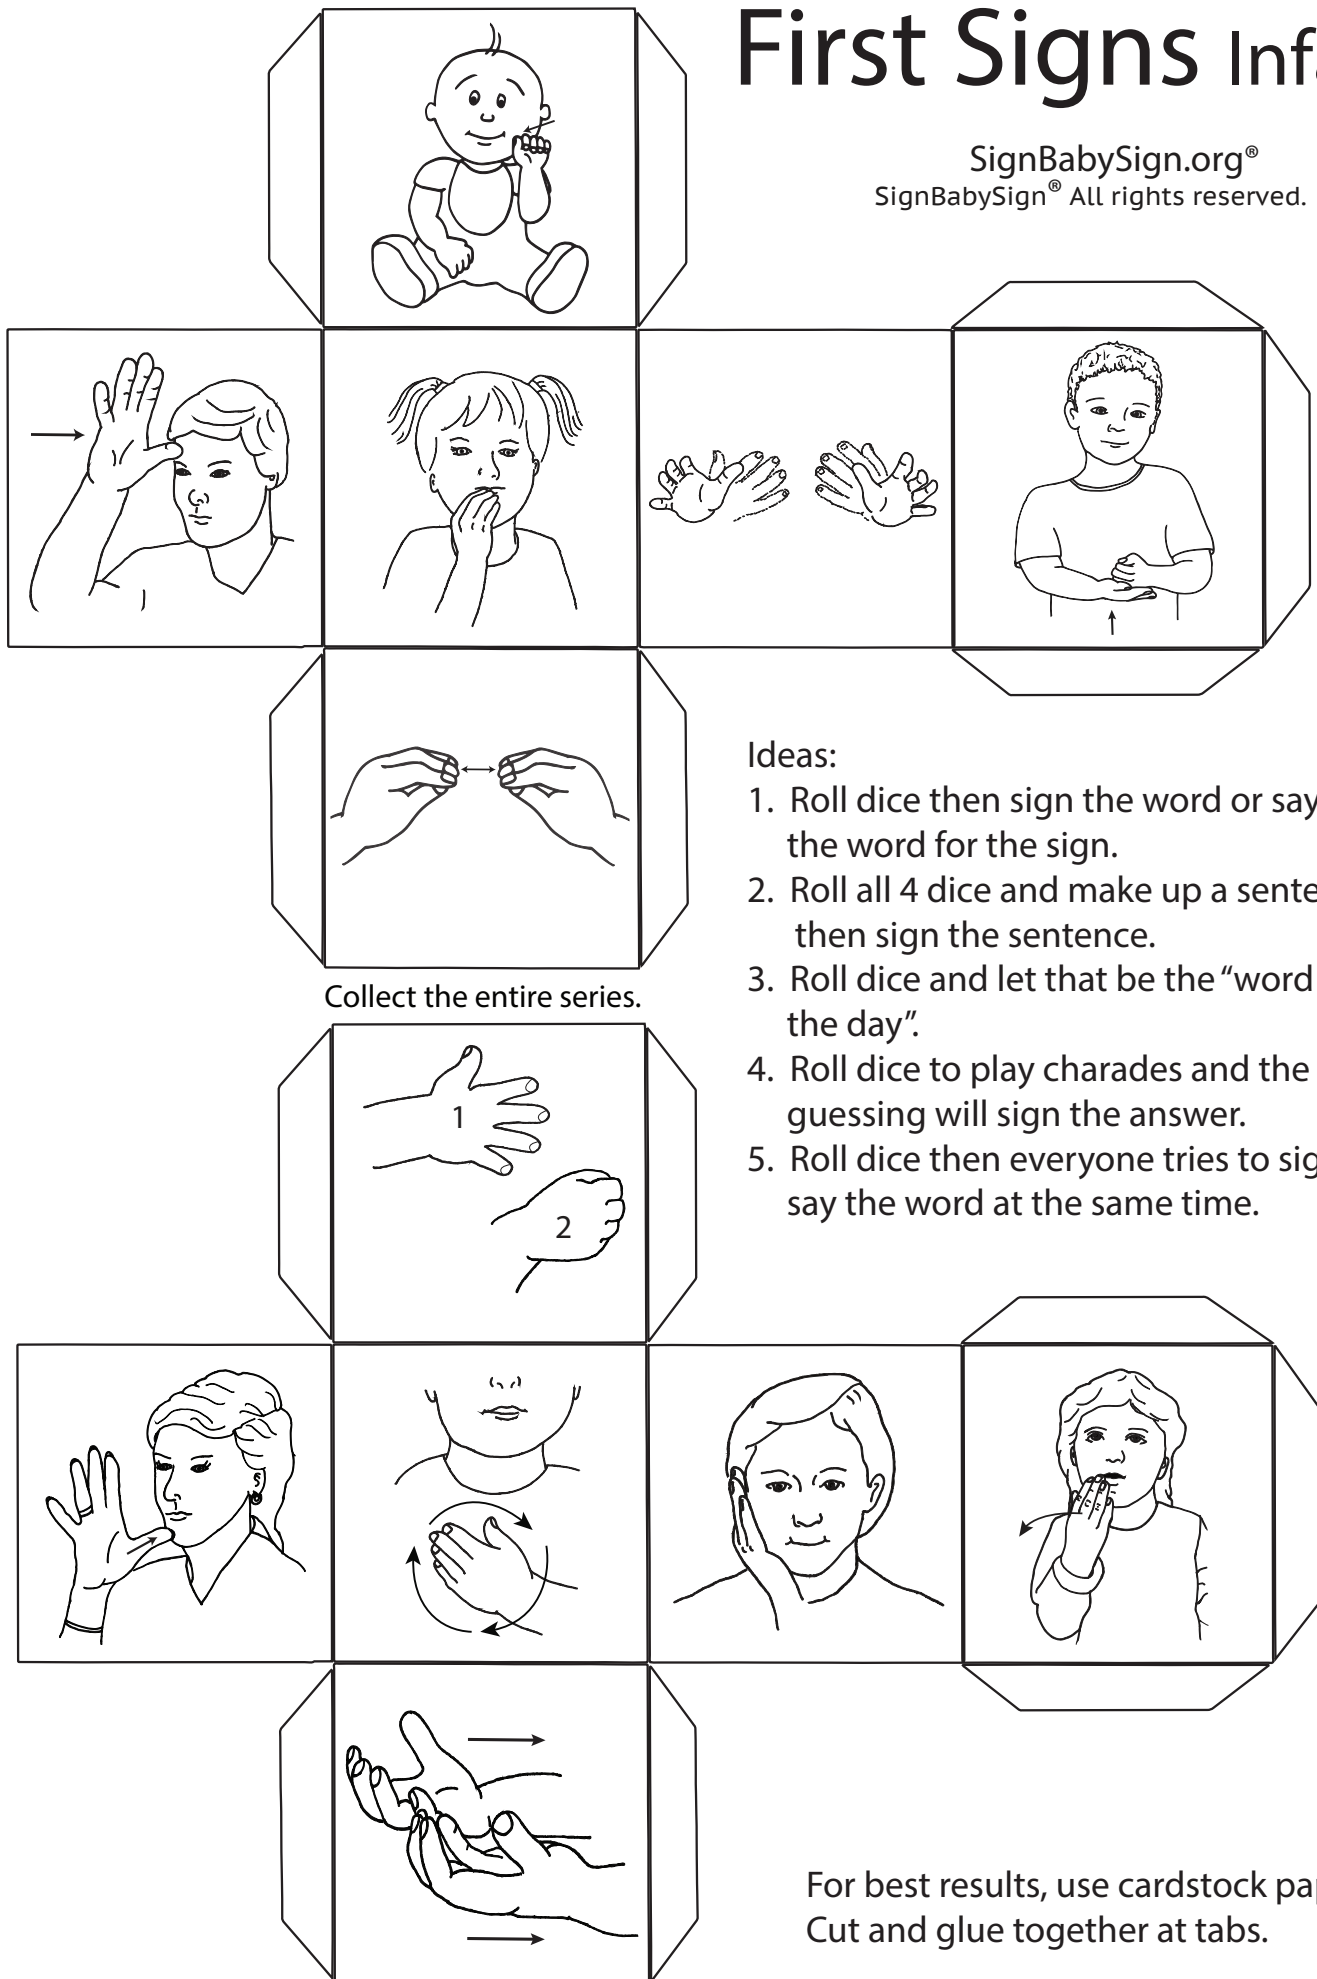 First Signs
SignBabySign.org®
SignBabySign® All rights reserved.
Ideas:
1. Roll dice then sign the word or say
the word for the sign.
2. Roll all 4 dice and make up a
then sign the sentence.
3. Roll dice and let that be the “word
the day”.
4. Roll dice to play charades and the
guessing will sign the answer.
5. Roll dice then everyone tries to
say the word at the same time.
Collect the entire series.
1
2
For best results, use cardstock
Cut and glue together at tabs.